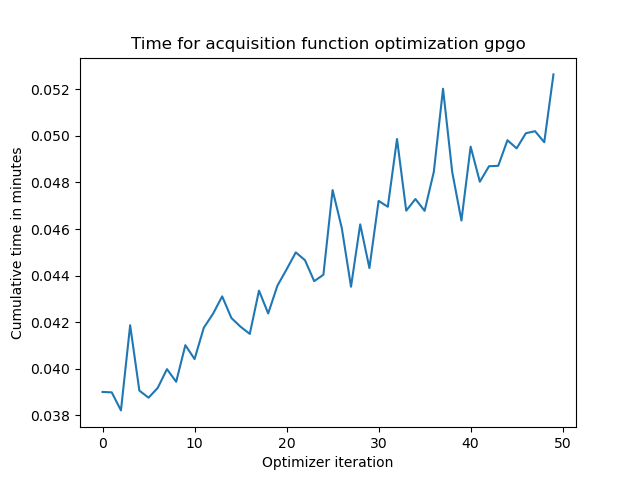 Time for acquisition function optimization gpgo
Cumulative time in minutes
0.052
0.050
0.048
0.046
0.044
0.042
0.040
0.038
0 10 20 30 40 50
Optimizer iteration